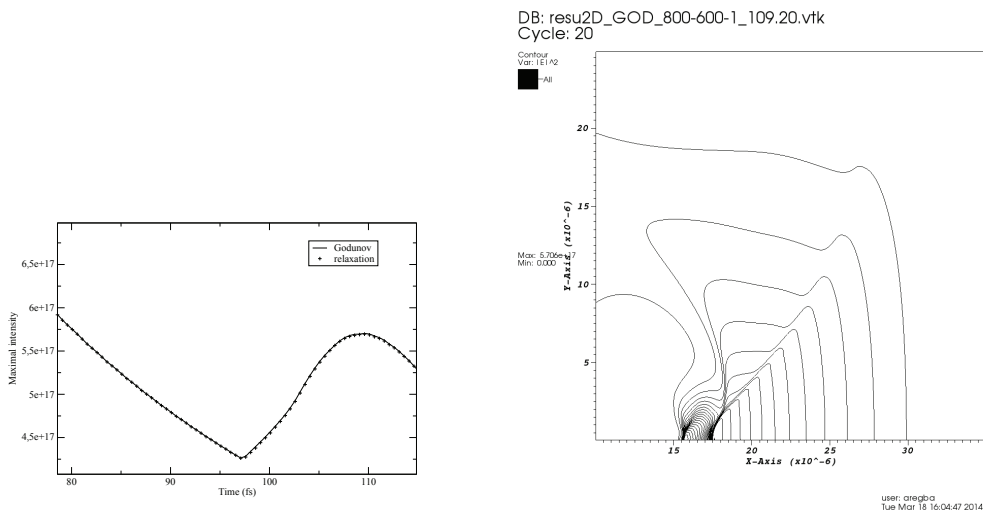 6,5e+17
6e+17
5,5e+17
5e+17
4,5e+17
Maximal intensity
80
90
100
110
Time (fs)
Godunov
relaxation
DB: resu2D_GOD_800-600-1_109.20.vtk
Cycle: 20
Contour
Var: |E|^2
All
Max: 5.706e+17
Min: 0.000
20
15
10
5
Y-Axis (x10^-6)
15
20
25
30
X-Axis (x10^-6)
user: aregba
Tue Mar 18 16:04:47 2014